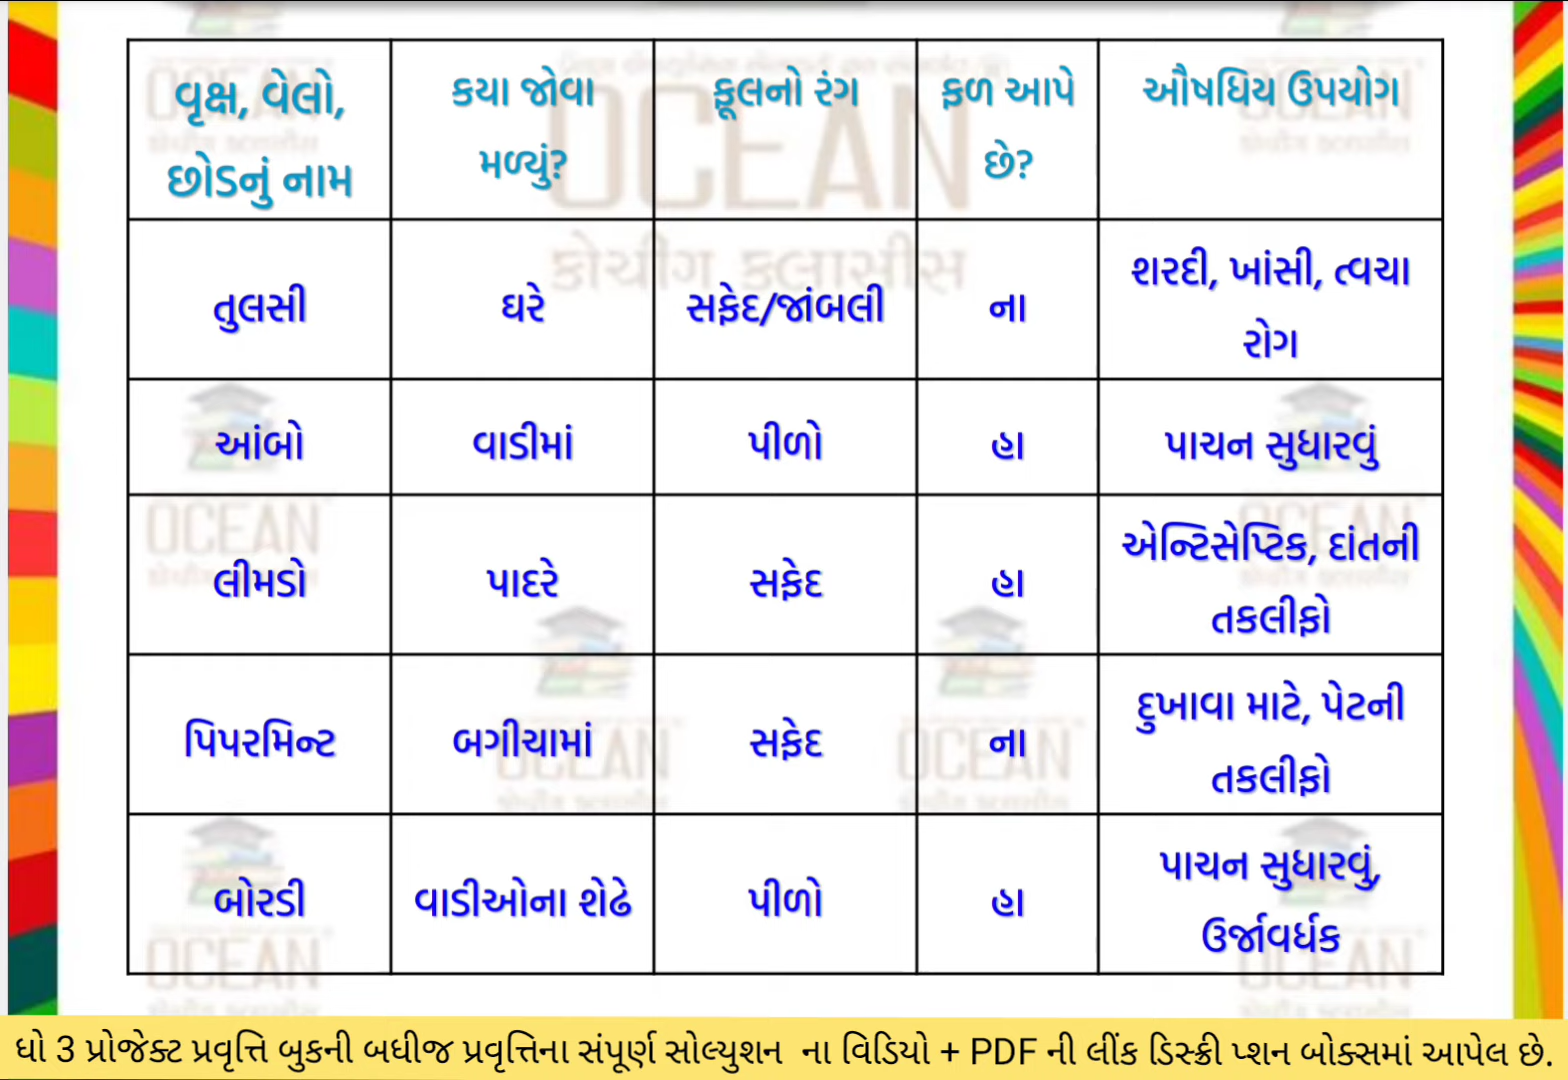 વૃક્ષ, વેલો,
છોડનું નામ
કયા જોવા
મળ્યું?
ફૂલનો રંગ
ફળ આપે
છે?
ઔષધિય ઉપયોગ
તુલસી
ઘરે
સફેદ/જાંબલી
ના
શરદી, ખાંસી, ત્વચા
રોગ
આંબો
વાડીમાં
પીળો
હા
પાચન સુધારવું
લીમડો
પાદરે
સફેદ
હા
એન્ટિસેપ્ટિક, દાંતની
તકલીફો
પિપરમિન્ટ
બગીચામાં
સફેદ
ના
દુખાવા માટે, પેટની
તકલીફો
બોરડી
વાડીઓના શેઢે
પીળો
હા
પાચન સુધારવું,
ઉર્જાવર્ધક
OCEAN
કોચીંગ કલાસીસ
ધો 3 પ્રોજેક્ટ પ્રવૃત્તિ બુકની બધીજ પ્રવૃત્તિના સંપૂર્ણ સોલ્યુશન ના વિડિયો + PDF ની લીંક ડિસ્ક્રી પ્શન બોક્સમાં આપેલ છે.